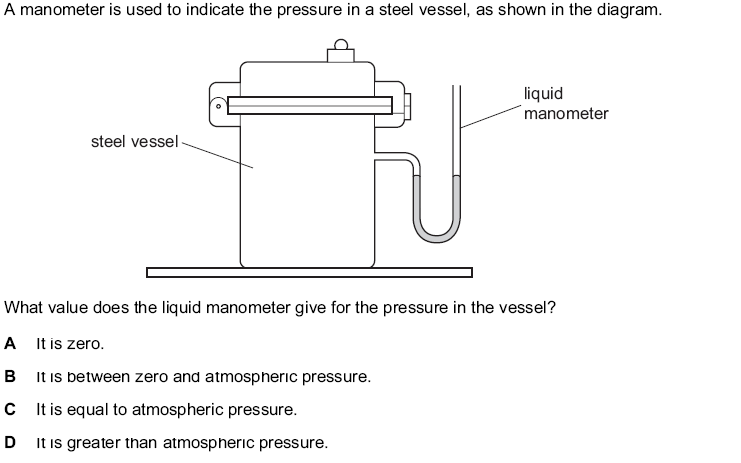 A manometer is used to indicate the pressure in a steel vessel, as shown in the diagram.
liquid
manometer
steel vessel
What value does the liquid manometer give for the pressure in the vessel?
A It is zero.
B It is between zero and atmospheric pressure.
C It is equal to atmospheric pressure.
D It is greater than atmospheric pressure.